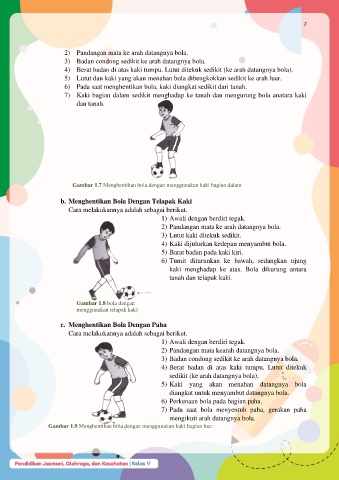 7
2) Pandangan mata ke arah datangnya bola.
3) Badan condong sedikit ke arah datangnya bola.
4) Berat badan di atas kaki tumpu. Lutut ditekuk sedikit (ke arah datangnya bola).
5) Lutut dan kaki yang akan menahan bola dibengkokkan sedikit ke arah luar.
6) Pada saat menghentikan bola, kaki diangkat sedikit dari tanah.
7) Kaki bagian dalam sedikit menghadap ke tanah dan mengurung bola anatara kaki
dan tanah.
Gambar 1.7 Menghentikan bola dengan menggunakan kaki bagian dalam
b. Menghentikan Bola Dengan Telapak Kaki
Cara melakukannya adalah sebagai berikut.
1) Awali dengan berdiri tegak.
2) Pandangan mata ke arah datangnya bola.
3) Lutut kaki ditekuk sedikit.
4) Kaki dijulurkan kedepan menyambut bola.
5) Barat badan pada kaki kiri.
6) Tumit diturunkan ke bawah, sedangkan ujung
kaki menghadap ke atas. Bola dikurung antara
tanah dan telapak kaki.
Gambar 1.8 bola dengan
menggunakan telapak kaki
c. Menghentikan Bola Dengan Paha
Cara melakukannya adalah sebagai berikut.
1) Awali dengan berdiri tegak.
2) Pandangan mata kearah datangnya bola.
3) Badan condong sedikit ke arah datangnya bola.
4) Berat badan di atas kaki tumpu. Lutut ditekuk
sedikit (ke arah datangnya bola).
5) Kaki yang akan menahan datangnya bola
diangkat untuk menyambut datangnya bola.
6) Perkenaan bola pada bagian paha.
7) Pada saat bola menyentuh paha, gerakan paha
mengikuti arah datangnya bola.
Gambar 1.9 Menghentikan bola dengan menggunakan kaki bagian luar
Pendidikan Jasmani, Olahraga, dan Kesehatan | Kelas V